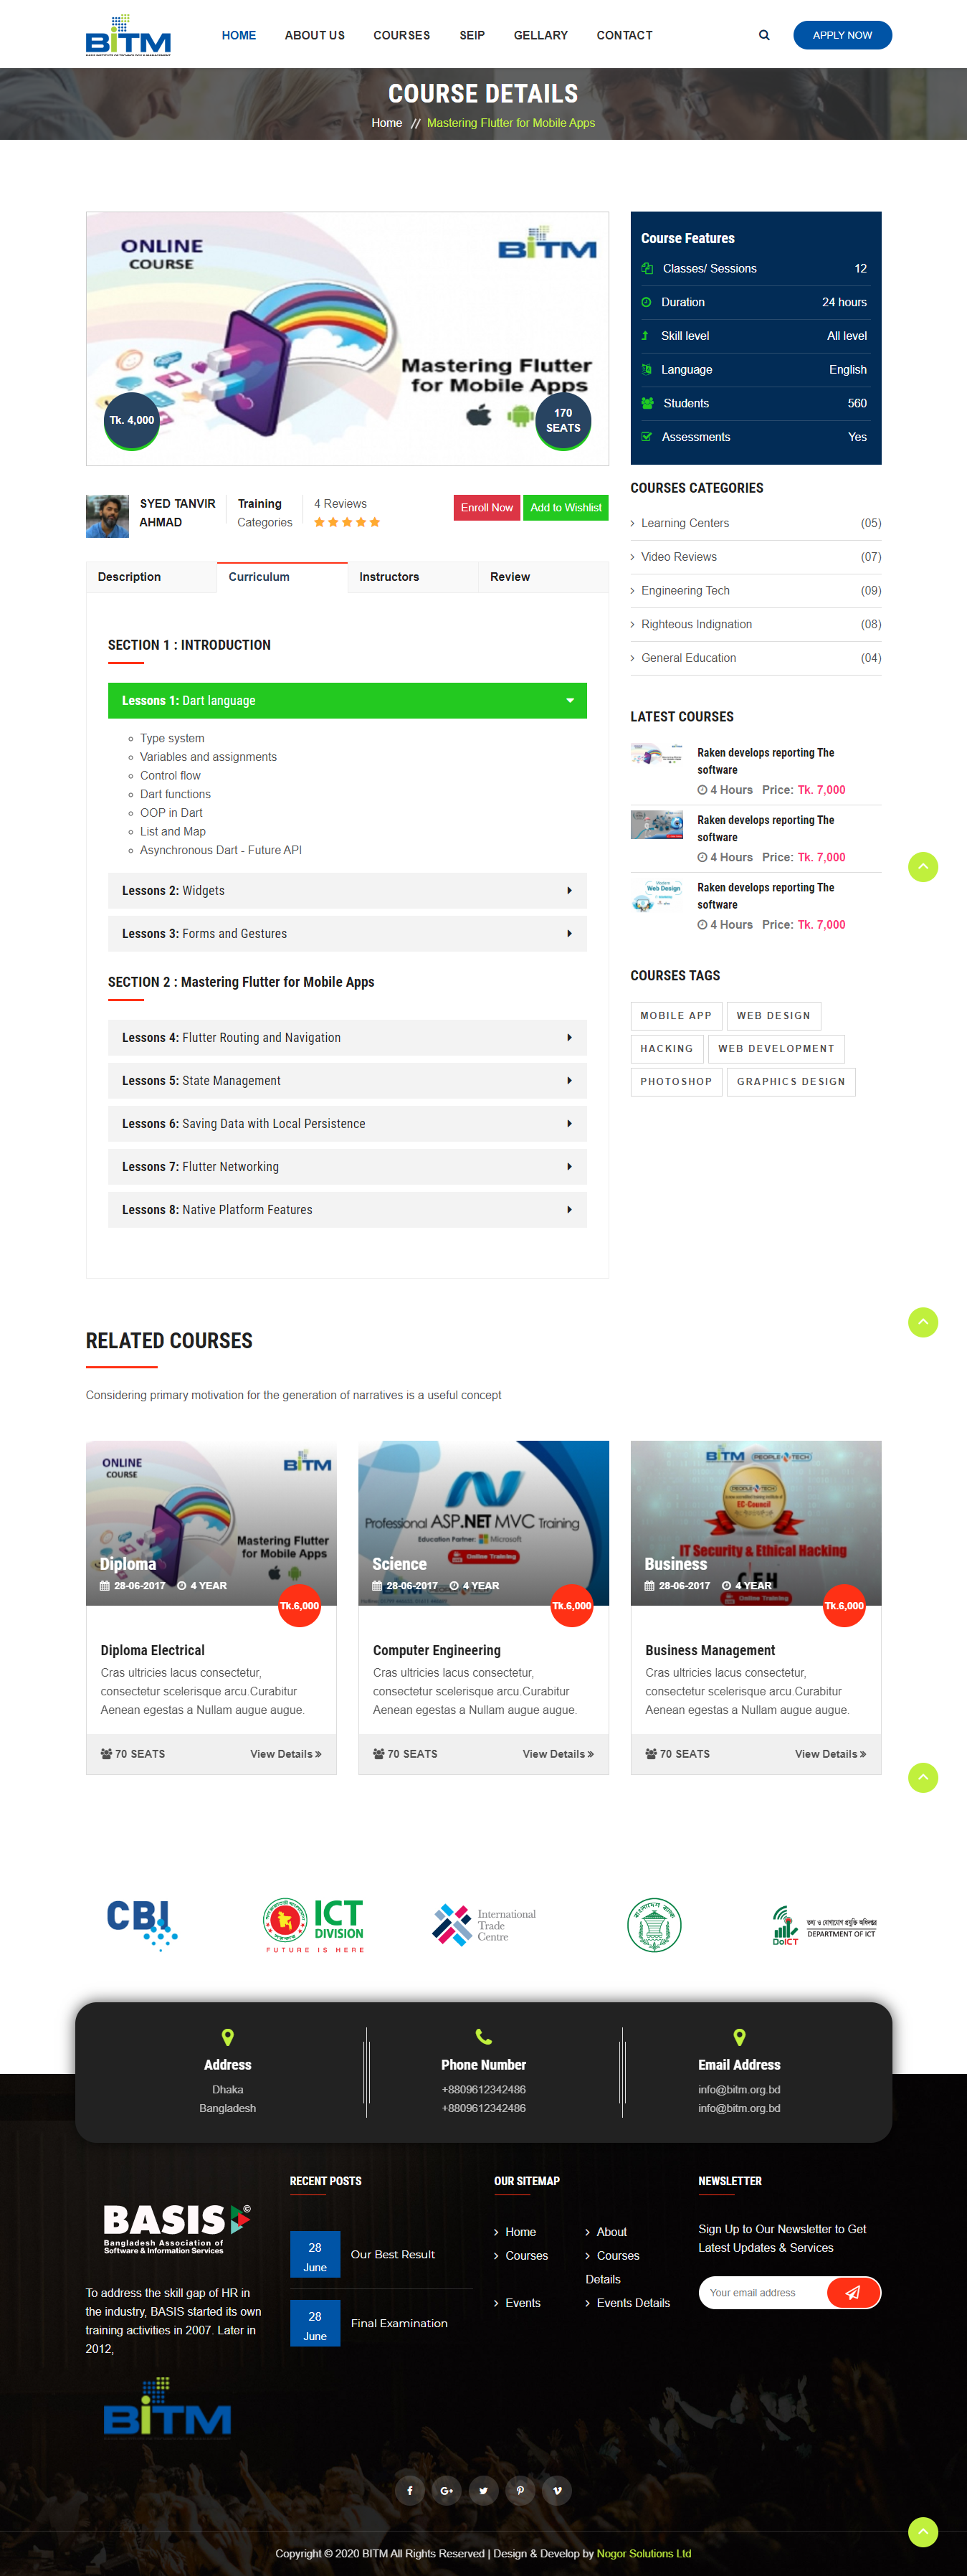 BiTM
HOME ABOUT US COURSES SEIP GELLARY CONTACT
APPLY NOW
COURSE DETAILS
Home // Mastering Flutter for Mobile Apps
ONLINE
COURSE
BiTM
Mastering Flutter
for Mobile Apps
Tk. 4,000
170
SEATS
SYED TANVIR
AHMAD
Training
Categories
4 Reviews
Enroll Now
Add to Wishlist
Description Curriculum Instructors Review
SECTION 1 : INTRODUCTION
Lessons 1: Dart language
Type system
Variables and assignments
Control flow
Dart functions
OOP in Dart
List and Map
Asynchronous Dart - Future API
Lessons 2: Widgets
Lessons 3: Forms and Gestures
SECTION 2 : Mastering Flutter for Mobile Apps
Lessons 4: Flutter Routing and Navigation
Lessons 5: State Management
Lessons 6: Saving Data with Local Persistence
Lessons 7: Flutter Networking
Lessons 8: Native Platform Features
Course Features
Classes/ Sessions 12
Duration 24 hours
Skill level All level
Language English
Students 560
Assessments Yes
COURSES CATEGORIES
Learning Centers (05)
Video Reviews (07)
Engineering Tech (09)
Righteous Indignation (08)
General Education (04)
LATEST COURSES
Raken develops reporting The
software
4 Hours Price: Tk. 7,000
Raken develops reporting The
software
4 Hours Price: Tk. 7,000
Web Design
Raken develops reporting The
software
4 Hours Price: Tk. 7,000
COURSES TAGS
MOBILE APP WEB DESIGN
HACKING WEB DEVELOPMENT
PHOTOSHOP GRAPHICS DESIGN
RELATED COURSES
Considering primary motivation for the generation of narratives is a useful concept
ONLINE
COURSE
BiTM
Mastering Flutter
for Mobile Apps
Diploma
28-06-2017 4 YEAR
Tk.6,000
Diploma Electrical
Cras ultricies lacus consectetur,
consectetur scelerisque arcu.Curabitur
Aenean egestas a Nullam augue augue.
70 SEATS View Details »
Professional ASP.NET MVC Training
Education Partner: Microsoft
Online Training
Science
28-06-2017 4 YEAR
Tk.6,000
Computer Engineering
Cras ultricies lacus consectetur,
consectetur scelerisque arcu.Curabitur
Aenean egestas a Nullam augue augue.
70 SEATS View Details »
BiTM PEOPLE N TECH
PEOPLE N TECH
EC-Council
IT Security & Ethical Hacking
CEH
Online Training
Business
28-06-2017 4 YEAR
Tk.6,000
Business Management
Cras ultricies lacus consectetur,
consectetur scelerisque arcu.Curabitur
Aenean egestas a Nullam augue augue.
70 SEATS View Details »
CBI
ICT
DIVISION
FUTURE IS HERE
International
Trade
Centre
DoICT
তথ্য ও যোগাযোগ প্রযুক্তি অধিদপ্তর
DEPARTMENT OF ICT
Address
Dhaka
Bangladesh
Phone Number
+8809612342486
+8809612342486
Email Address
info@bitm.org.bd
info@bitm.org.bd
BASIS ©
Bangladesh Association of
Software & Information Services
To address the skill gap of HR in
the industry, BASIS started its own
training activities in 2007. Later in
2012,
BiTM
RECENT POSTS
28
June
Our Best Result
28
June
Final Examination
OUR SITEMAP
Home About
Courses Courses
Details
Events Events Details
NEWSLETTER
Sign Up to Our Newsletter to Get
Latest Updates & Services
Your email address
Copyright © 2020 BITM All Rights Reserved | Design & Develop by Nogor Solutions Ltd